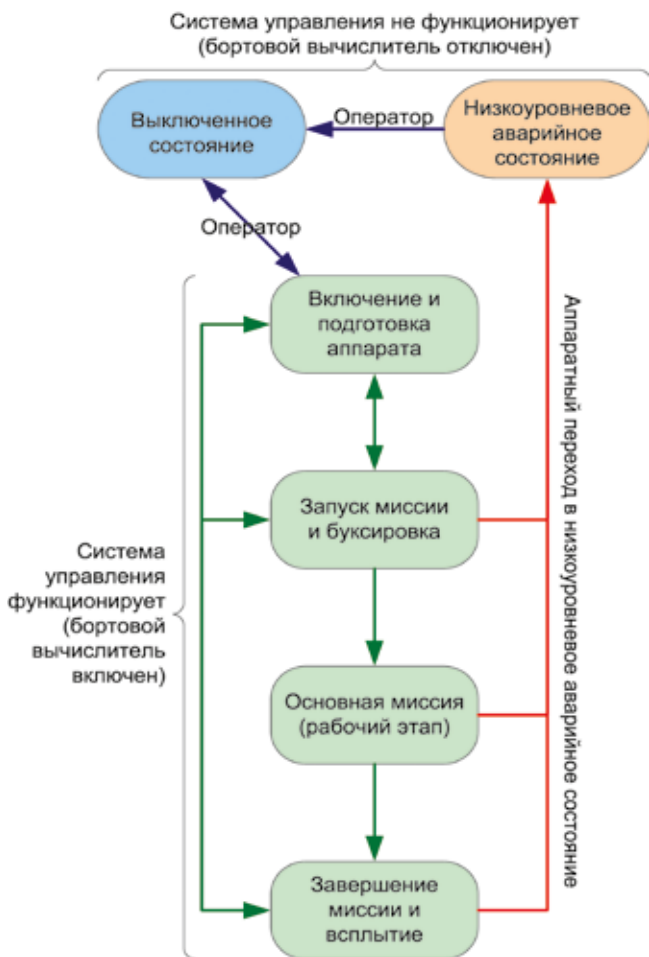 Система управления не функционирует
(бортовой вычислитель отключен)
Выключенное
состояние
Оператор
Низкоуровневое
аварийное
состояние
Оператор
Включение и
подготовка
аппарата
Запуск миссии
и буксировка
Система
управления
функционирует
(бортовой
вычислитель
включен)
Основная миссия
(рабочий этап)
Завершение
миссии и
всплытие
Аппаратный переход в низкоуровневое аварийное состояние